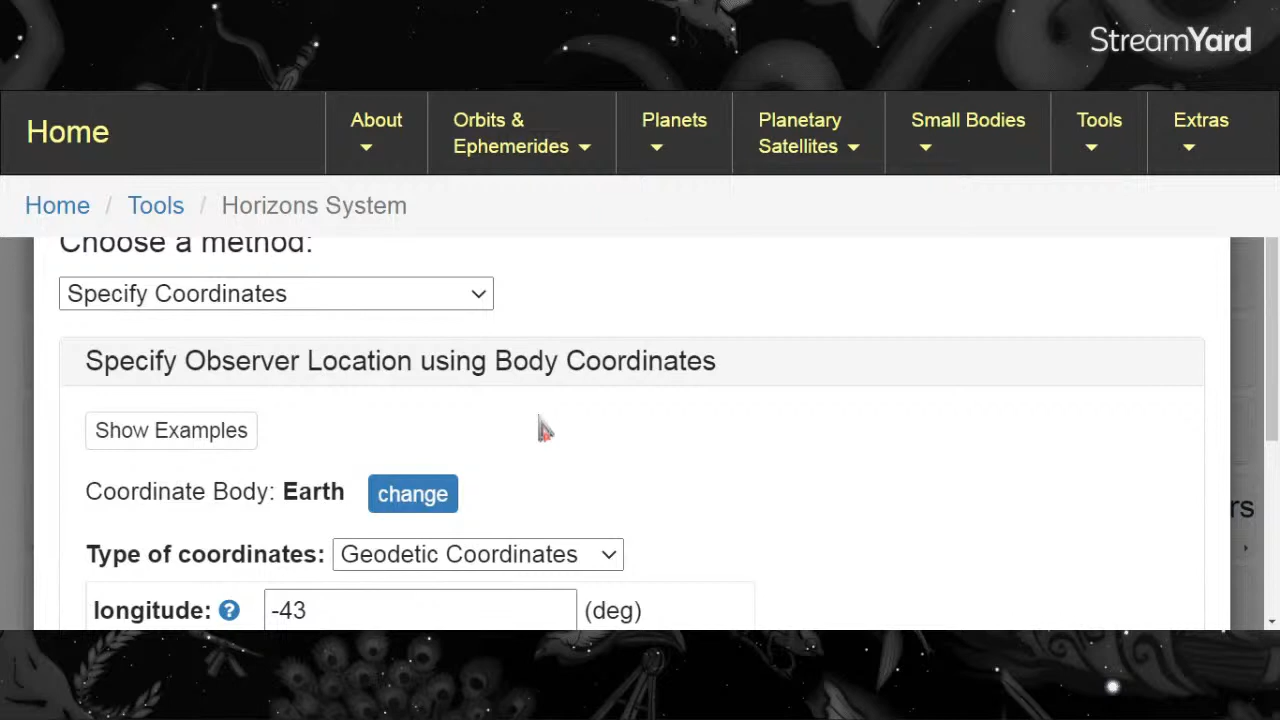 StreamYard
Home
About
Orbits &
Ephemerides
Planets
Planetary
Satellites
Small Bodies
Tools
Extras
Home / Tools / Horizons System
Choose a method:
Specify Coordinates
Specify Observer Location using Body Coordinates
Show Examples
Coordinate Body: Earth change
rs
Type of coordinates: Geodetic Coordinates
longitude: ? -43 (deg)